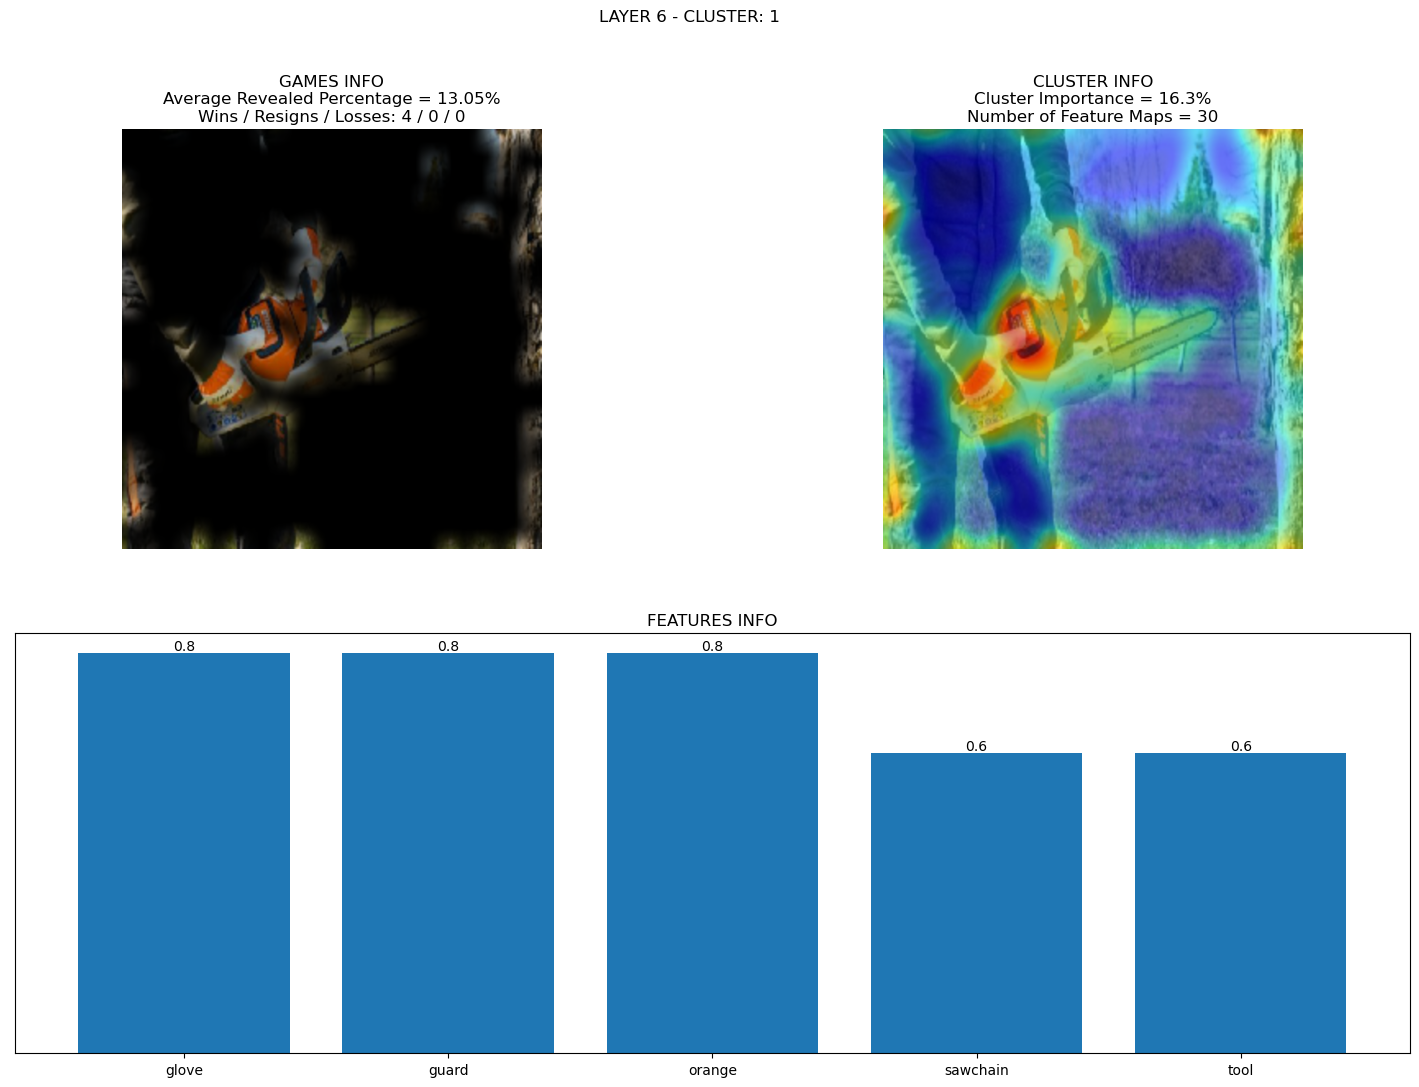 LAYER 6 - CLUSTER: 1
GAMES INFO
Average Revealed Percentage = 13.05%
Wins / Resigns / Losses: 4 / 0 / 0
CLUSTER INFO
Cluster Importance = 16.3%
Number of Feature Maps = 30
FEATURES INFO
0.8
0.8
0.8
0.6
0.6
glove
guard
orange
sawchain
tool